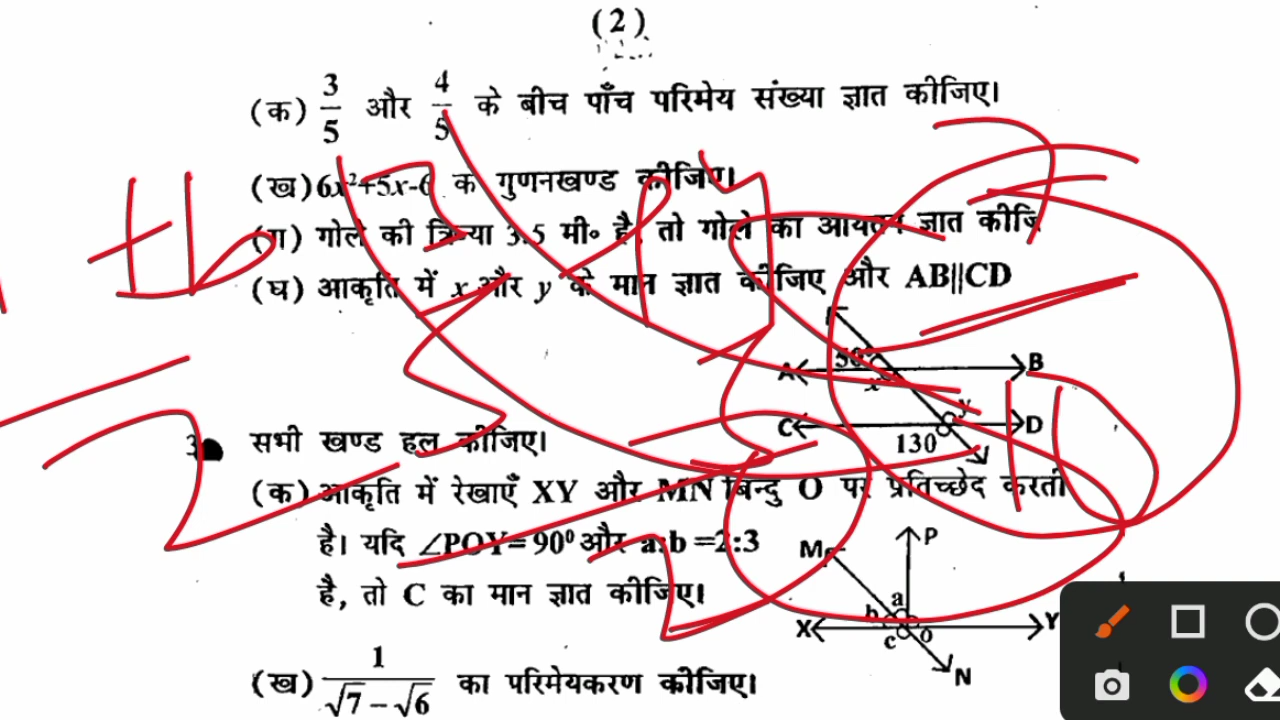 (2)
(क) 3/5 और 4/5 के बीच पाँच परिमेय संख्या ज्ञात कीजिए।
(ख) 6x²+5x-6 के गुणनखण्ड कीजिए।
(ग) गोले की त्रिज्या 3.5 मी० है, तो गोले का आयतन ज्ञात कीजि
(घ) आकृति में x और y के मान ज्ञात कीजिए और AB||CD
50°
A B
x
y
C D
130
3 सभी खण्ड हल कीजिए।
(क) आकृति में रेखाएँ XY और MN बिन्दु O पर प्रतिच्छेद करती
है। यदि ∠POY=90⁰ और a:b =2:3
है, तो C का मान ज्ञात कीजिए।
M P
a
b
X Y
c o
N
(ख) 1/√7−√6 का परिमेयकरण कीजिए।